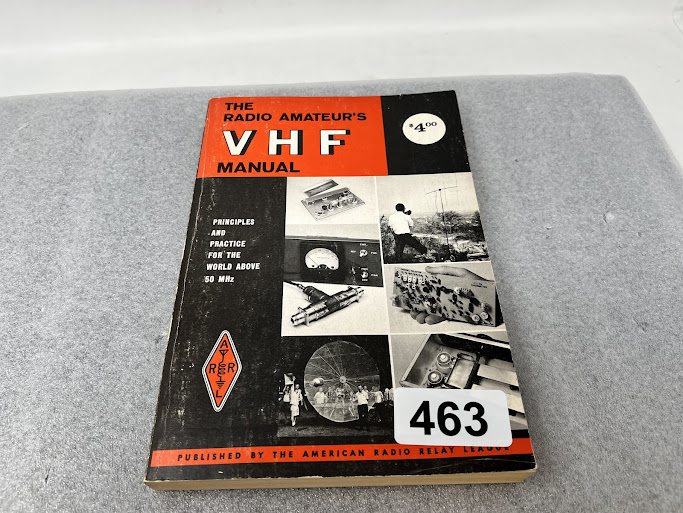 THE
RADIO AMATEUR'S
VHF
MANUAL
$4.00
PRINCIPLES
AND
PRACTICE
FOR THE
WORLD ABOVE
50 MHz
A
R R
L
463
PUBLISHED BY THE AMERICAN RADIO RELAY LEAGUE